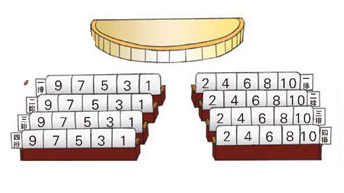 一排 9 7 5 3 1 2 4 6 8 10 一排
二排 9 7 5 3 1 2 4 6 8 10 二排
三排 9 7 5 3 1 2 4 6 8 10 三排
四排 9 7 5 3 1 2 4 6 8 10 四排